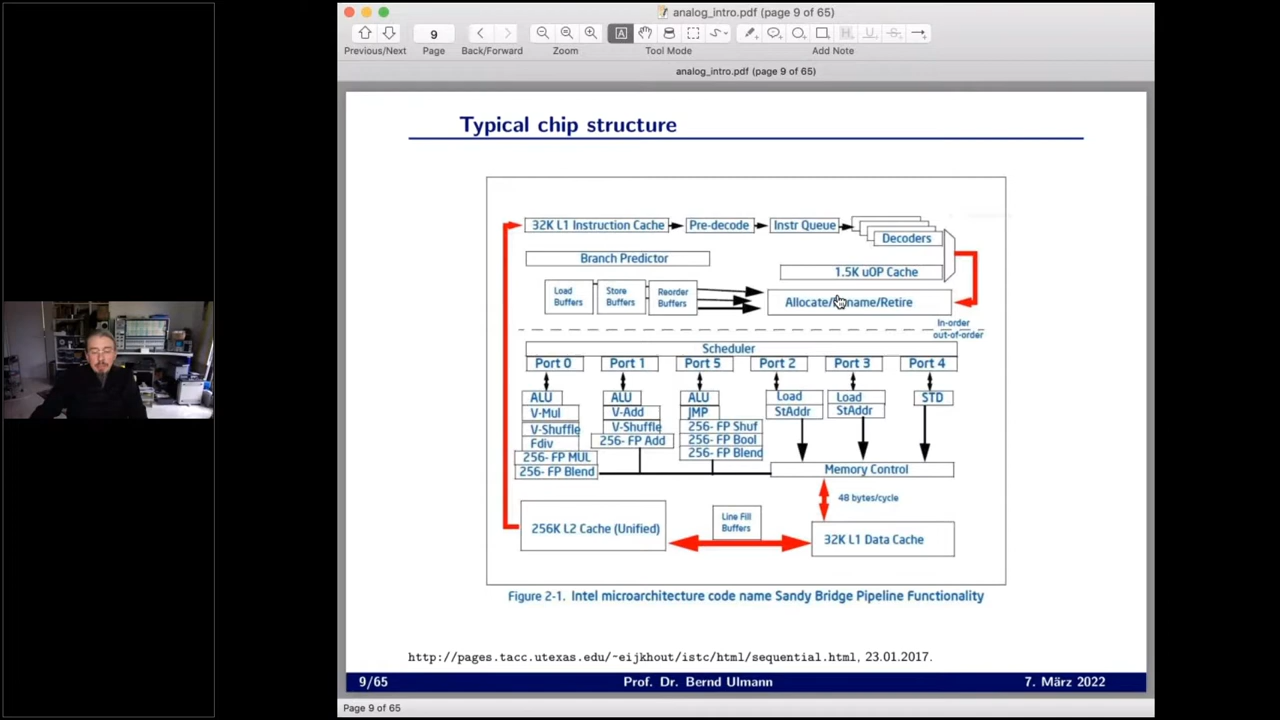 analog_intro.pdf (page 9 of 65)
9
Previous/Next
Page
Back/Forward
Zoom
Tool Mode
Add Note
analog_intro.pdf (page 9 of 65)
Typical chip structure
32K L1 Instruction Cache
Pre-decode
Instr Queue
Decoders
Branch Predictor
1.5K uOP Cache
Load
Buffers
Store
Buffers
Reorder
Buffers
Allocate/Rename/Retire
In-order
out-of-order
Scheduler
Port 0
Port 1
Port 5
Port 2
Port 3
Port 4
ALU
V-Mul
V-Shuffle
Fdiv
256- FP MUL
256- FP Blend
ALU
V-Add
V-Shuffle
256- FP Add
ALU
JMP
256- FP Shuf
256- FP Bool
256- FP Blend
Load
StAddr
Load
StAddr
STD
Memory Control
48 bytes/cycle
256K L2 Cache (Unified)
Line Fill
Buffers
32K L1 Data Cache
Figure 2-1. Intel microarchitecture code name Sandy Bridge Pipeline Functionality
http://pages.tacc.utexas.edu/~eijkhout/istc/html/sequential.html, 23.01.2017.
9/65
Prof. Dr. Bernd Ulmann
7. März 2022
Page 9 of 65